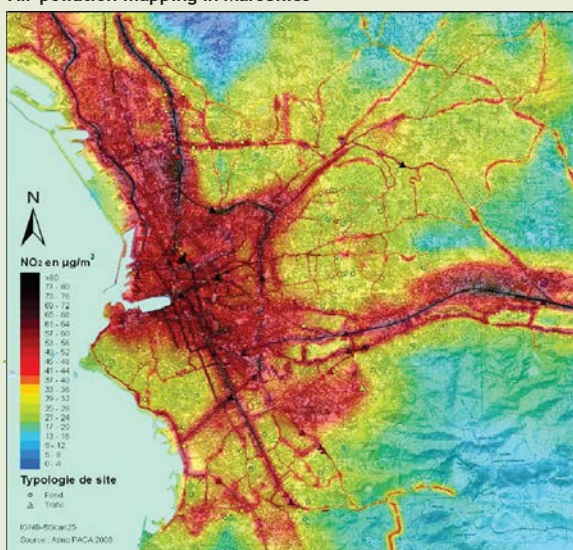 Air pollution mapping in Marseilles
N
NO₂ en µg/m³
>80
77 - 80
73 - 76
69 - 72
65 - 68
61 - 64
57 - 60
53 - 56
49 - 52
45 - 48
41 - 44
37 - 40
33 - 36
29 - 32
25 - 28
21 - 24
17 - 20
13 - 16
9 - 12
5 - 8
0 - 4
Typologie de site
Fond
Trafic
Source : Atmo PACA 2008